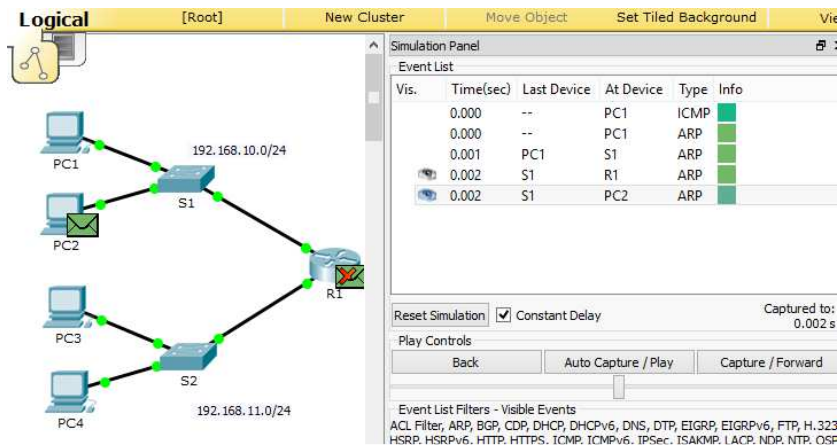 Logical [Root] New Cluster Move Object Set Tiled Background
Simulation Panel
Event List
Vis. Time(sec) Last Device At Device Type Info
0.000 -- PC1 ICMP
0.000 -- PC1 ARP
0.001 PC1 S1 ARP
0.002 S1 R1 ARP
0.002 S1 PC2 ARP
PC1
192.168.10.0/24
S1
PC2
R1
PC3
S2
PC4
192.168.11.0/24
Reset Simulation Constant Delay Captured to:
0.002 s
Play Controls
Back Auto Capture / Play Capture / Forward
Event List Filters - Visible Events
ACL Filter, ARP, BGP, CDP, DHCP, DHCPv6, DNS, DTP, EIGRP, EIGRPv6, FTP, H.323
HSRP, HSRPv6, HTTP, HTTPS, ICMP, ICMPv6, IPSec, ISAKMP, LACP, NDP, NTP,